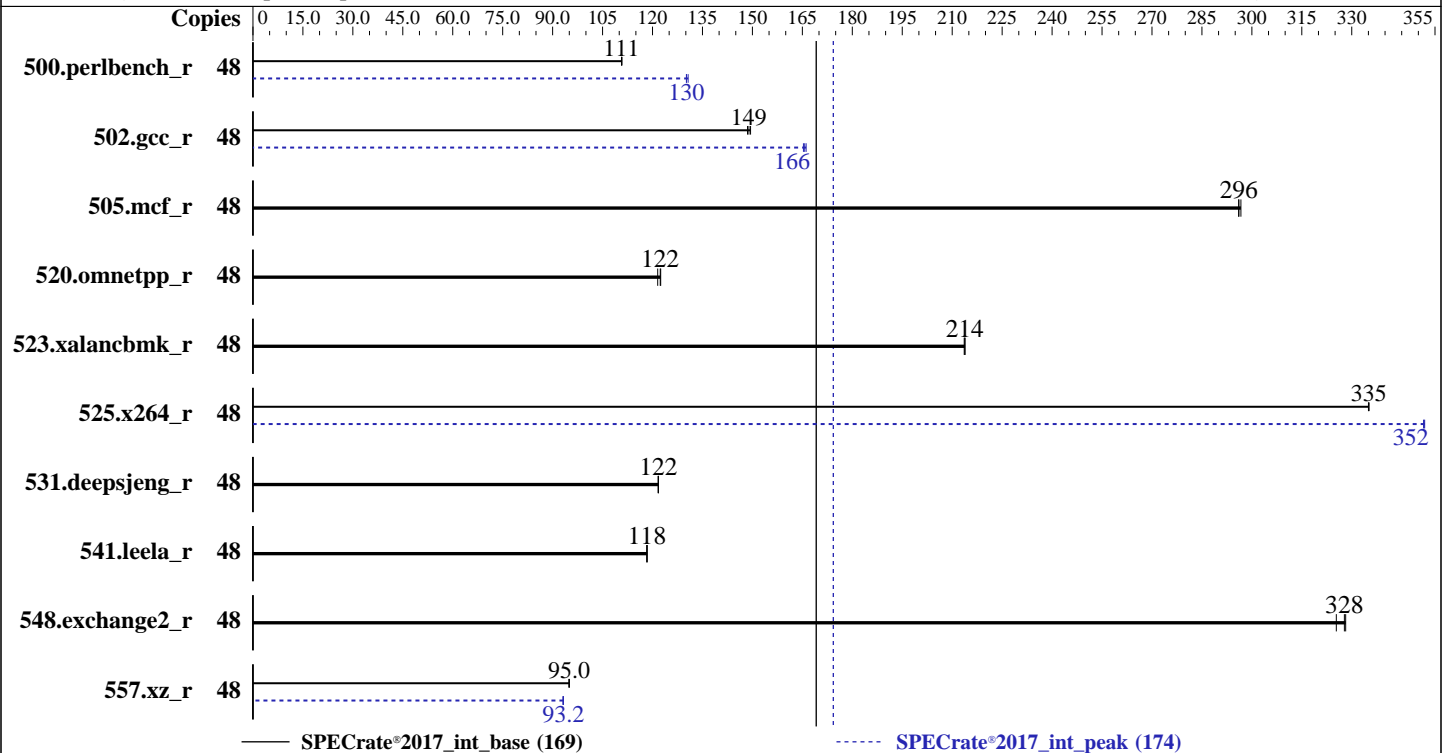 Copies 0 15.0 30.0 45.0 60.0 75.0 90.0 105 120 135 150 165 180 195 210 225 240 255 270 285 300 315 330 355
500.perlbench_r 48 111
130
502.gcc_r 48 149
166
505.mcf_r 48 296
520.omnetpp_r 48 122
523.xalancbmk_r 48 214
525.x264_r 48 335
352
531.deepsjeng_r 48 122
541.leela_r 48 118
548.exchange2_r 48 328
557.xz_r 48 95.0
93.2
SPECrate®2017_int_base (169) SPECrate®2017_int_peak (174)